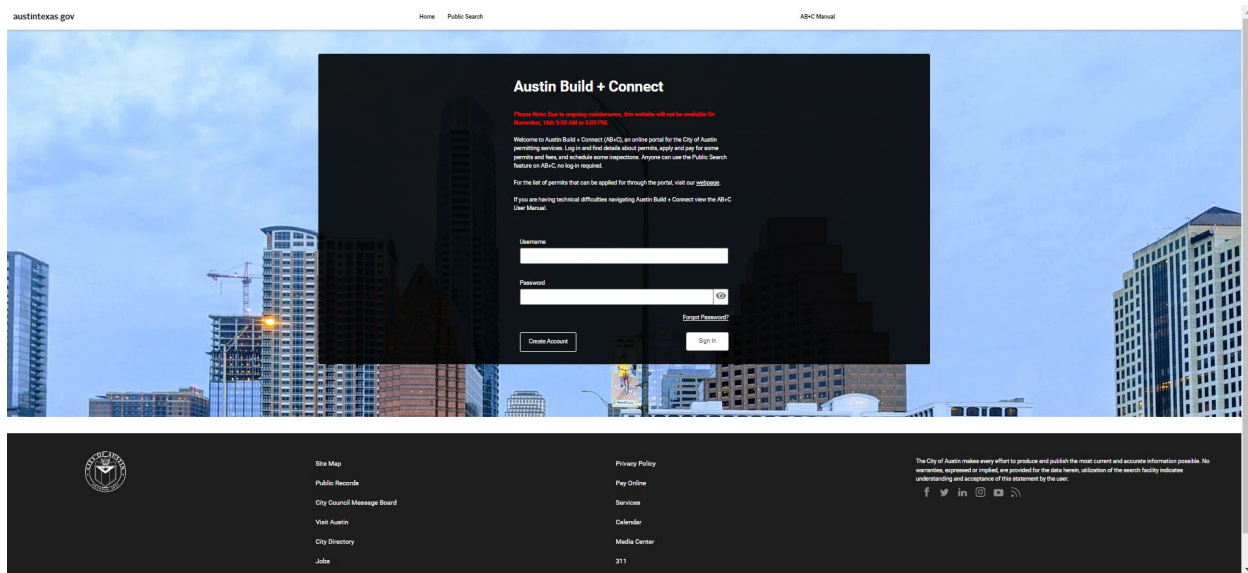 austintexas.gov
Home Public Search AB+C Manual
Austin Build + Connect
Please Note: Due to ongoing maintenance, this website will not be available On
November, 14th 9:00 AM to 5:00 PM.
Welcome to Austin Build + Connect (AB+C), an online portal for the City of Austin
permitting services. Log in and find details about permits, apply and pay for some
permits and fees, and schedule some inspections. Anyone can use the Public Search
feature on AB+C, no log-in required.
For the list of permits that can be applied for through the portal, visit our webpage.
If you are having technical difficulties navigating Austin Build + Connect view the AB+C
User Manual.
Username
Password
Forgot Password?
Create Account
Sign In
CITY OF AUSTIN
Site Map
Public Records
City Council Message Board
Visit Austin
City Directory
Jobs
Privacy Policy
Pay Online
Services
Calendar
Media Center
311
The City of Austin makes every effort to produce and publish the most current and accurate information possible. No
warranties, expressed or implied, are provided for the data herein, utilization of the search facility indicates
understanding and acceptance of this statement by the user.